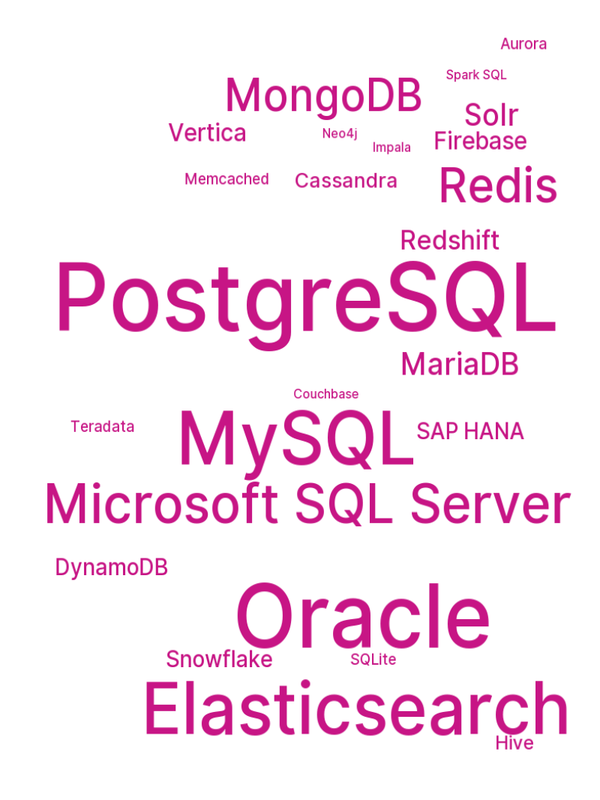 Aurora
Spark SQL
MongoDB
Solr
Vertica
Neo4j
Firebase
Impala
Memcached
Cassandra
Redis
Redshift
PostgreSQL
MariaDB
Couchbase
Teradata
MySQL
SAP HANA
Microsoft SQL Server
DynamoDB
Oracle
Snowflake
SQLite
Elasticsearch
Hive